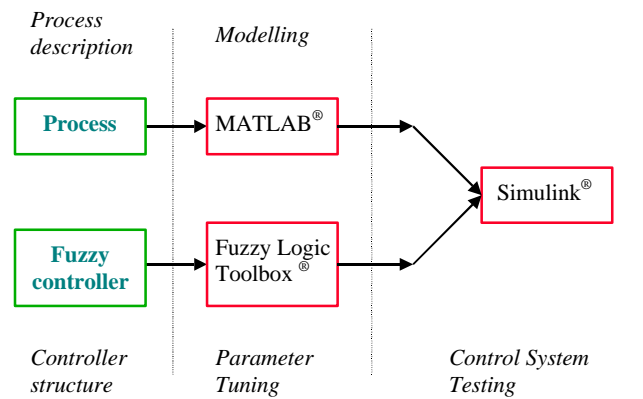 Process
description
Modelling
Process
MATLAB®
Simulink®
Fuzzy
controller
Fuzzy Logic
Toolbox ®
Controller
structure
Parameter
Tuning
Control System
Testing